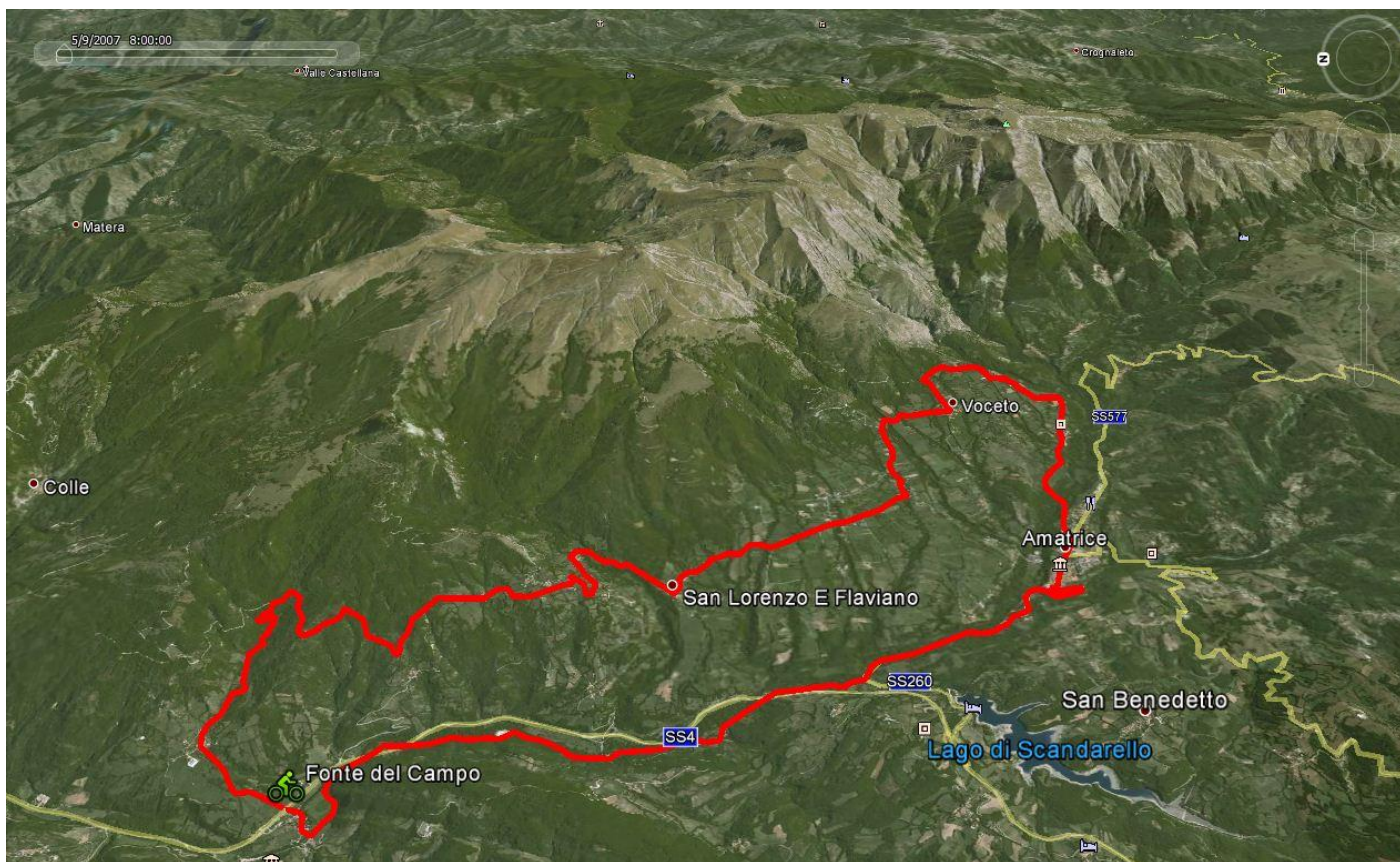 5/9/2007 8:00:00
Crognaleto
N
Valle Castellana
Matera
Voceto
SS577
Colle
Amatrice
San Lorenzo E Flaviano
SS260
San Benedetto
SS4
Lago di Scandarello
Fonte del Campo